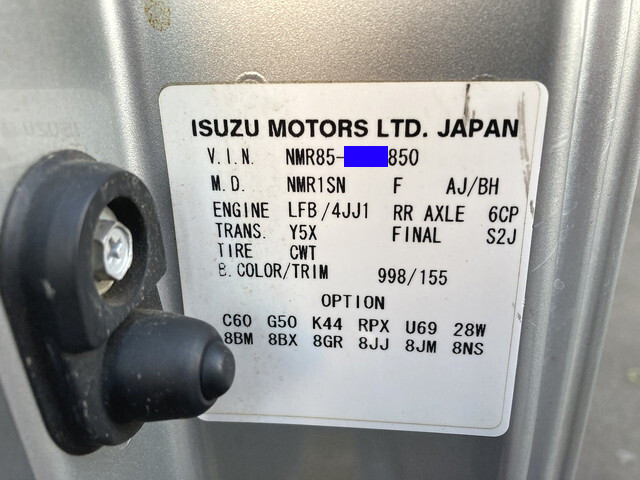 ISUZU MOTORS LTD. JAPAN
V.I.N. NMR85- 850
M.D. NMR1SN F AJ/BH
ENGINE LFB/4JJ1 RR AXLE 6CP
TRANS. Y5X FINAL S2J
TIRE CWT
B.COLOR/TRIM 998/155
OPTION
C60 G50 K44 RPX U69 28W
8BM 8BX 8GR 8JJ 8JM 8NS